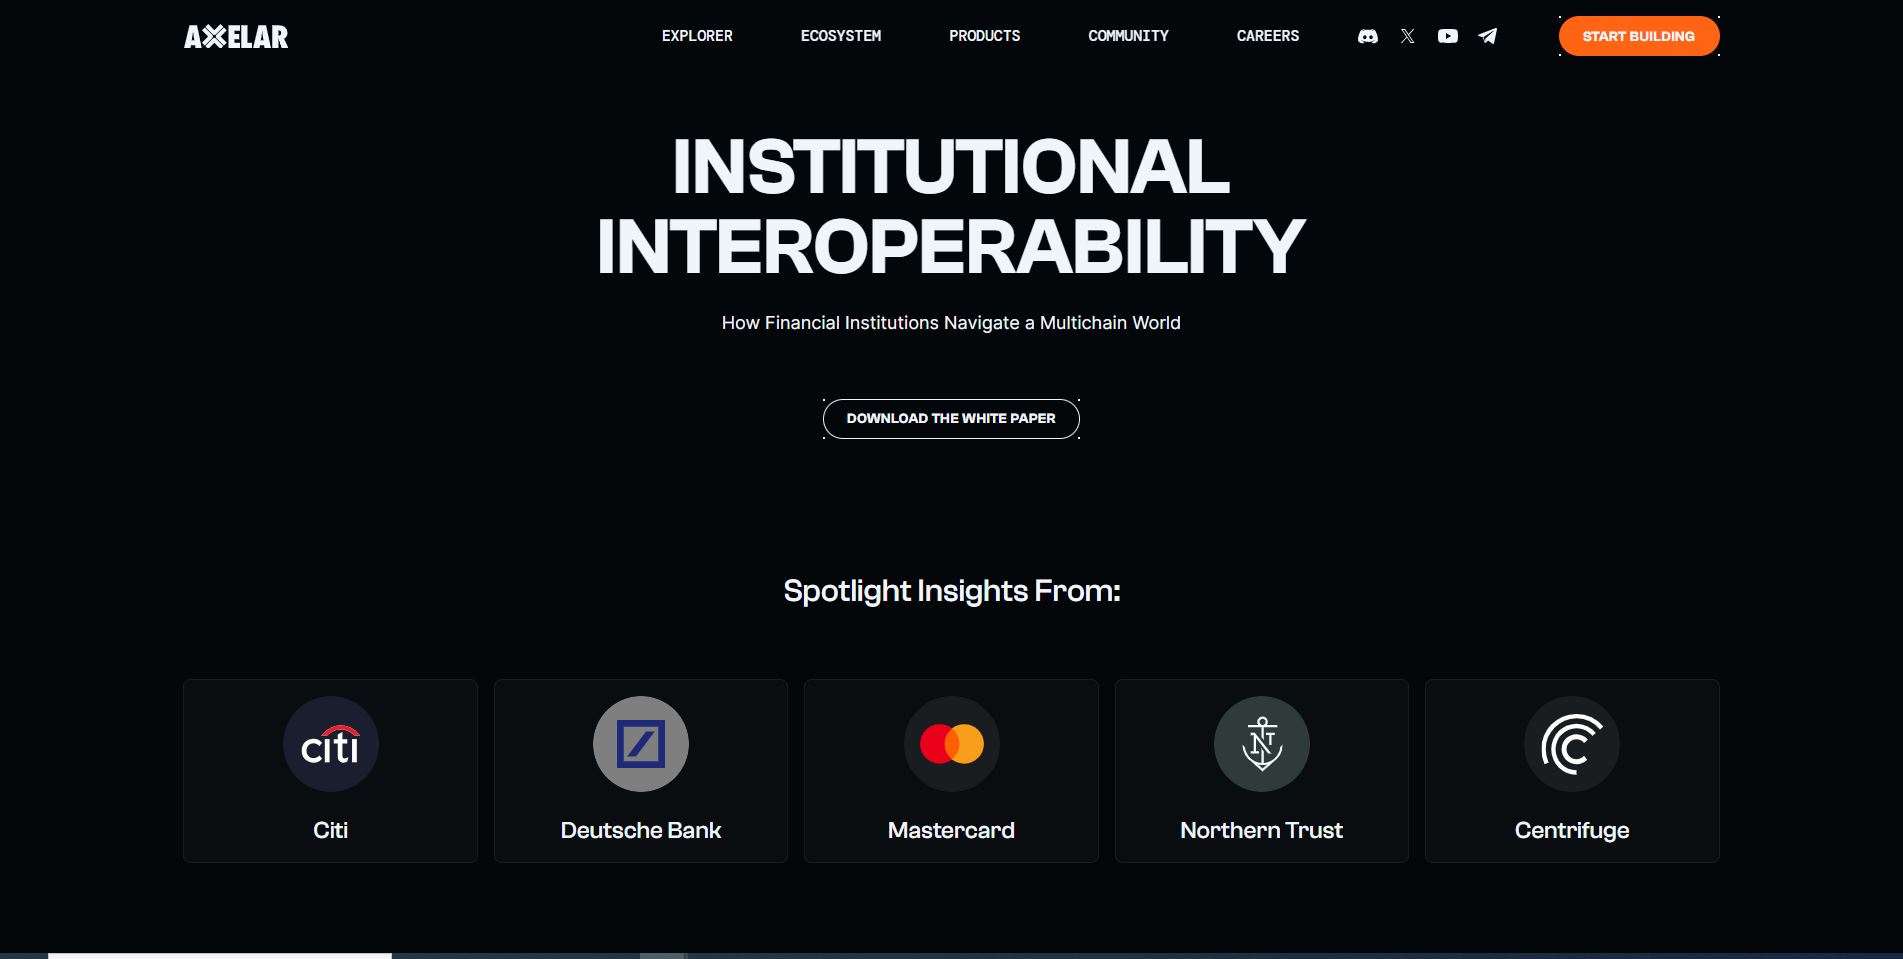 AXELAR
EXPLORER
ECOSYSTEM
PRODUCTS
COMMUNITY
CAREERS
START BUILDING
INSTITUTIONAL
INTEROPERABILITY
How Financial Institutions Navigate a Multichain World
DOWNLOAD THE WHITE PAPER
Spotlight Insights From:
citi
Citi
Deutsche Bank
Mastercard
NT
Northern Trust
Centrifuge